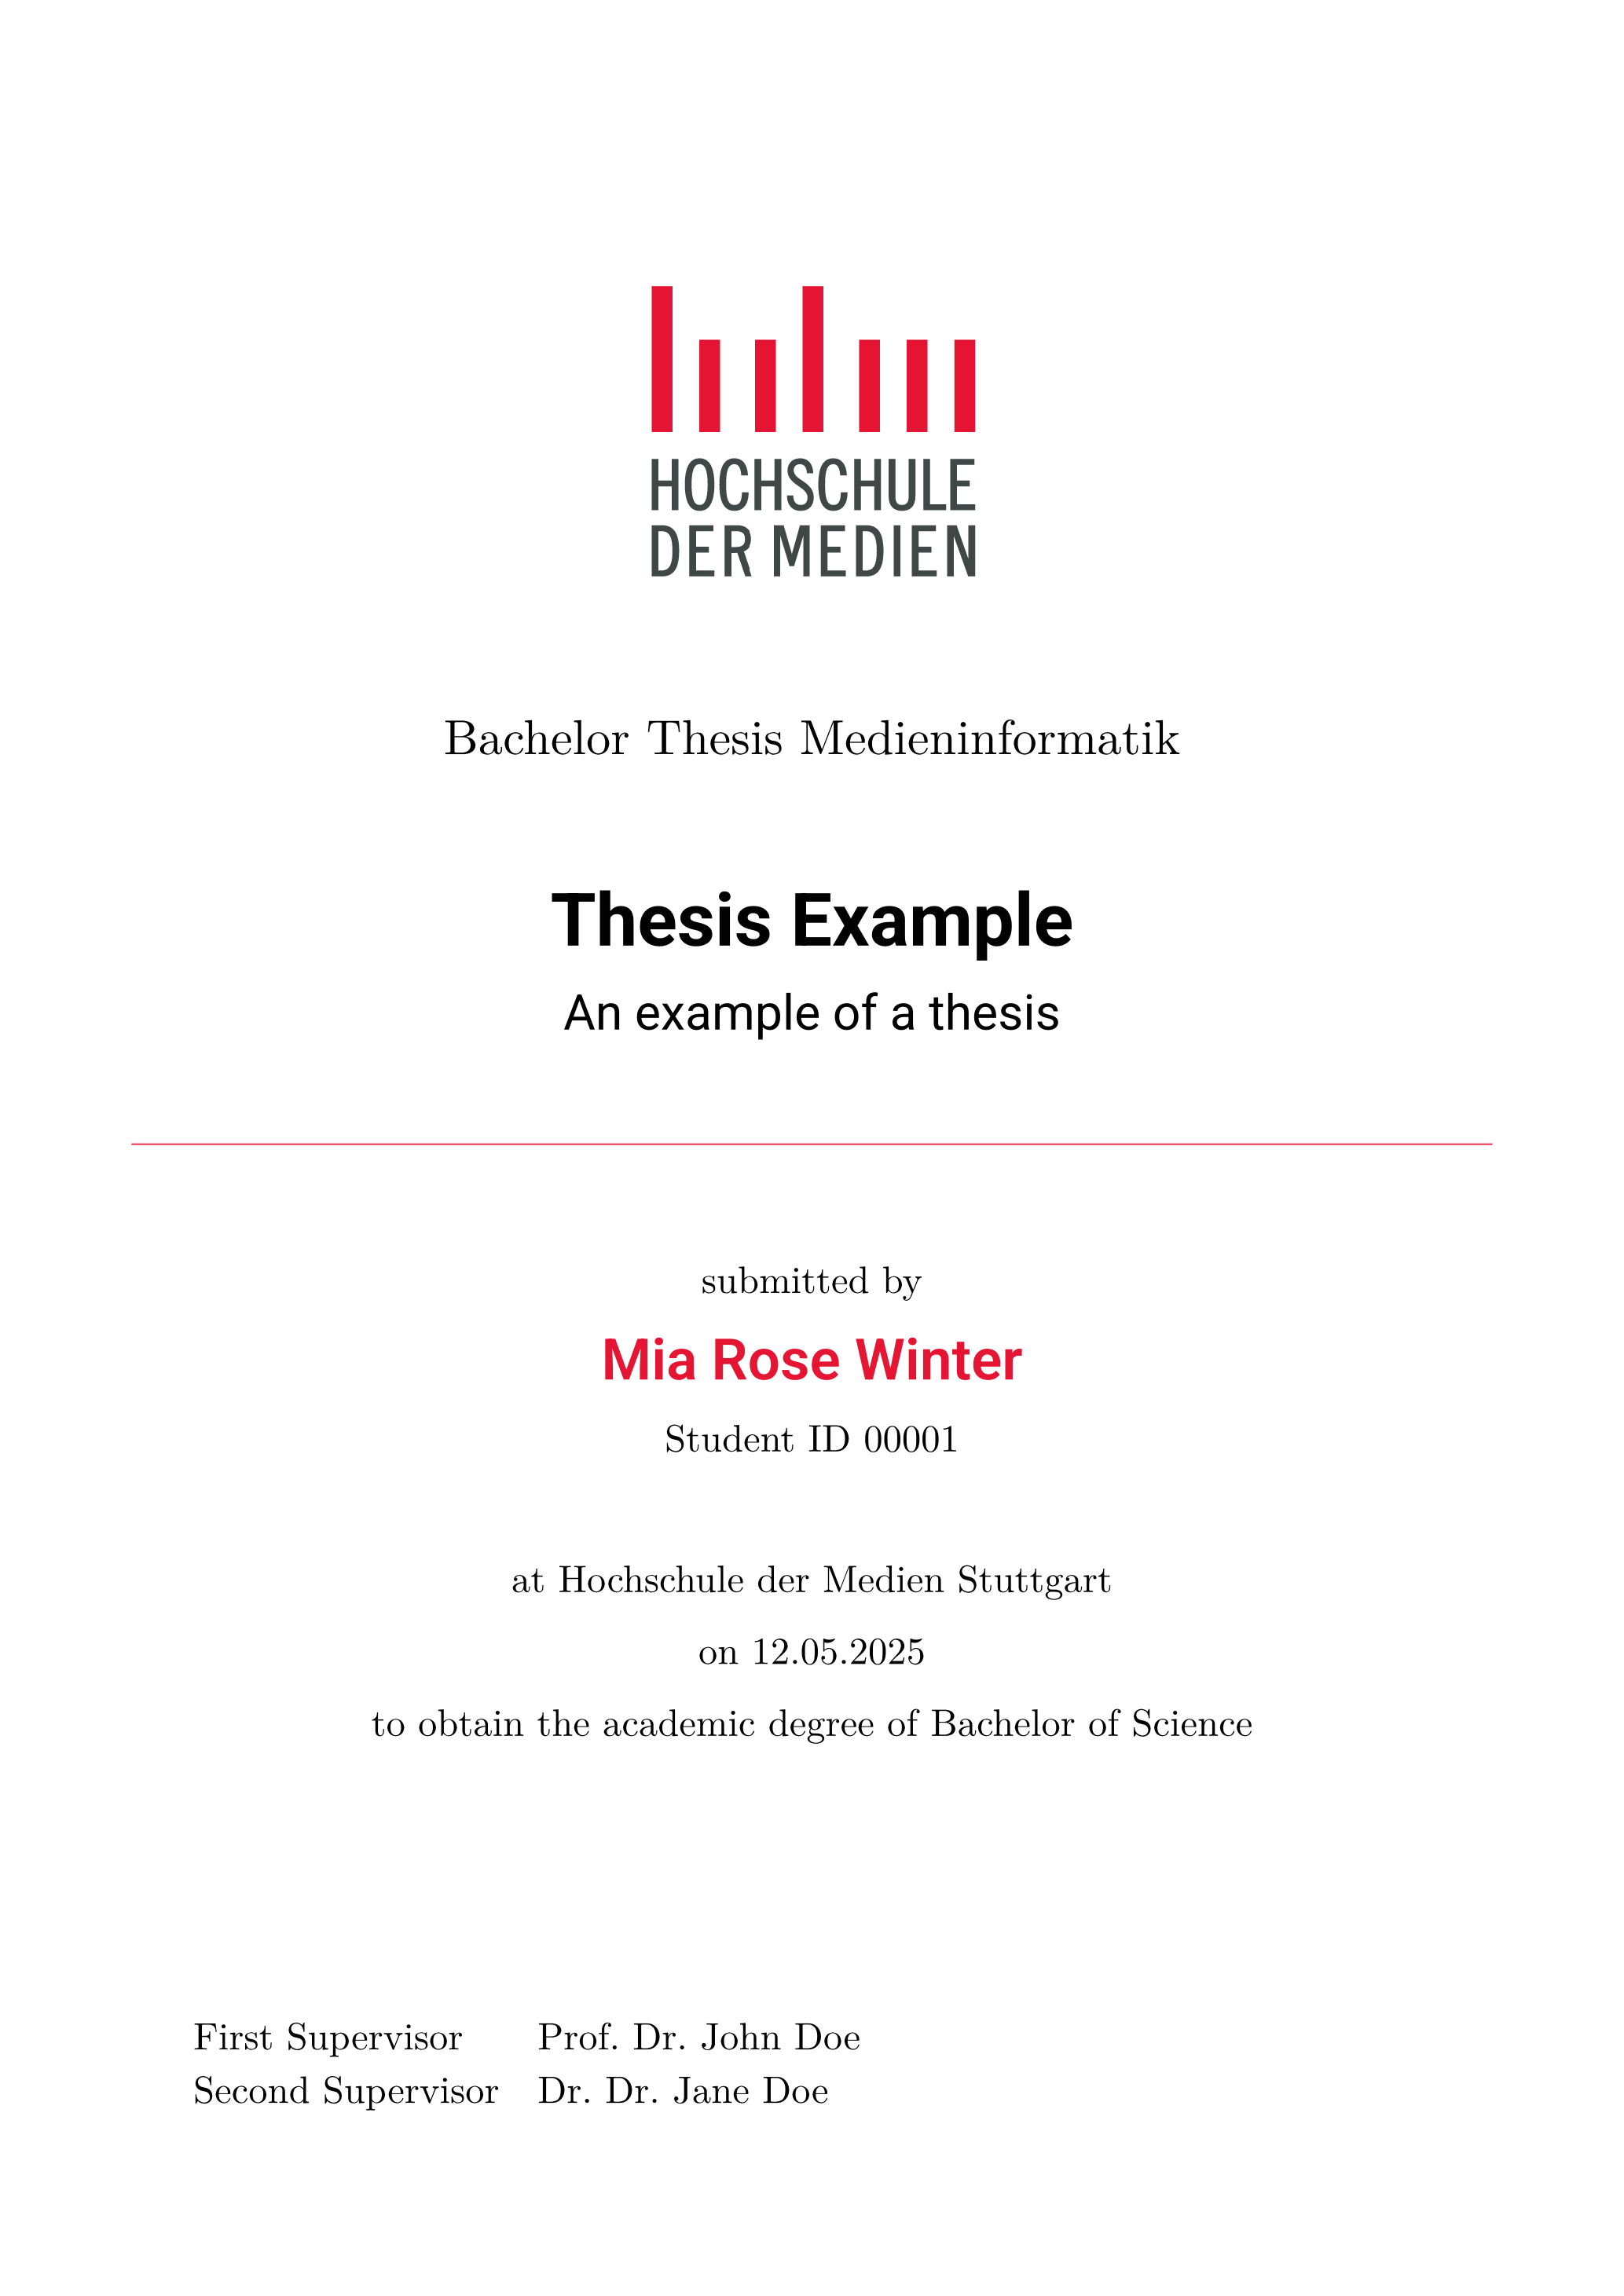 HOCHSCHULE
DER MEDIEN
Bachelor Thesis Medieninformatik
Thesis Example
An example of a thesis
submitted by
Mia Rose Winter
Student ID 00001
at Hochschule der Medien Stuttgart
on 12.05.2025
to obtain the academic degree of Bachelor of Science
First Supervisor Prof. Dr. John Doe
Second Supervisor Dr. Dr. Jane Doe